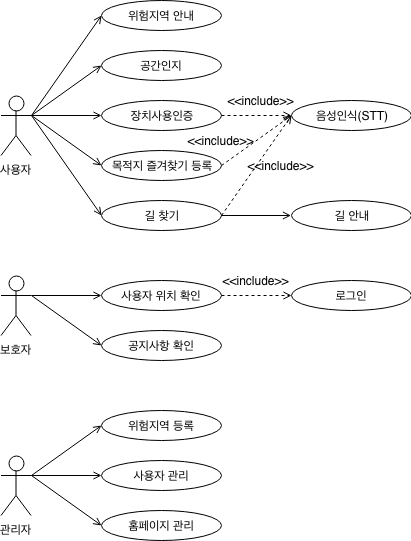 위험지역 안내
공간인지
<<include>>
장치사용인증
음성인식(STT)
<<include>>
사용자
목적지 즐겨찾기 등록
<<include>>
길 찾기
길 안내
<<include>>
사용자 위치 확인
로그인
보호자
공지사항 확인
위험지역 등록
사용자 관리
관리자
홈페이지 관리